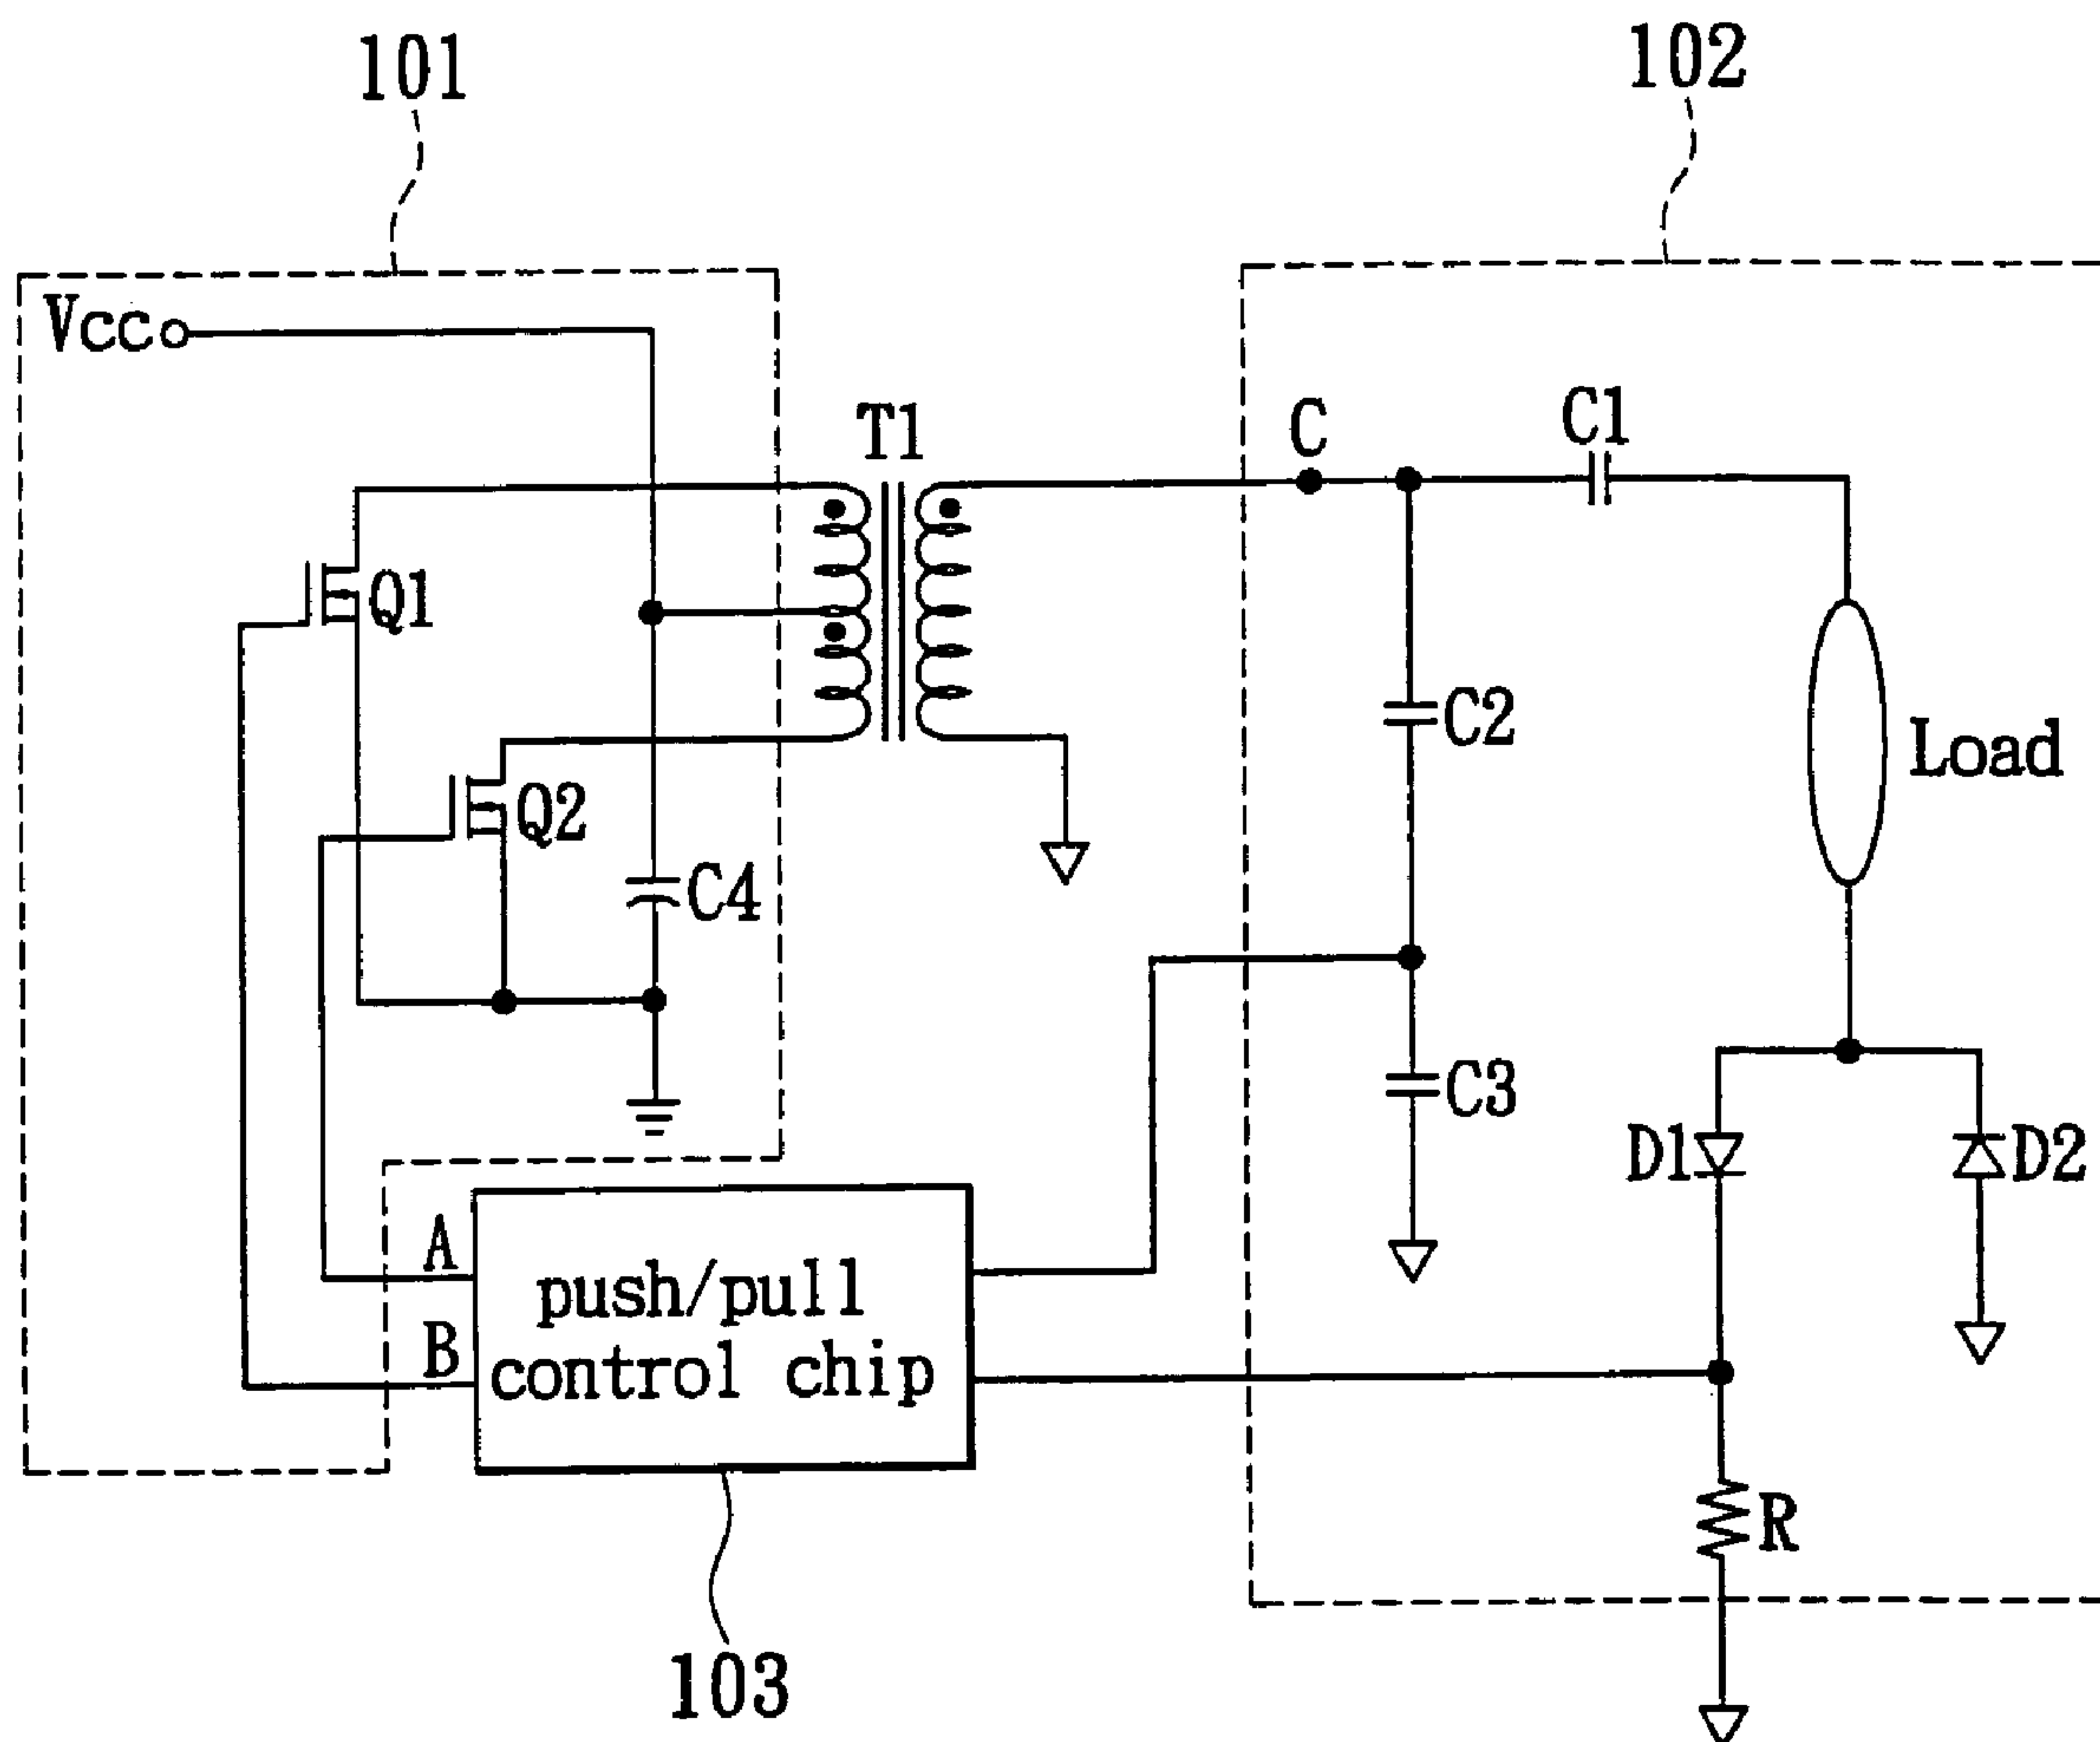 101
102
Vcc
T1
C
C1
Q1
C2
Load
Q2
C4
C3
D1
D2
A
push/pull
B
control chip
R
103